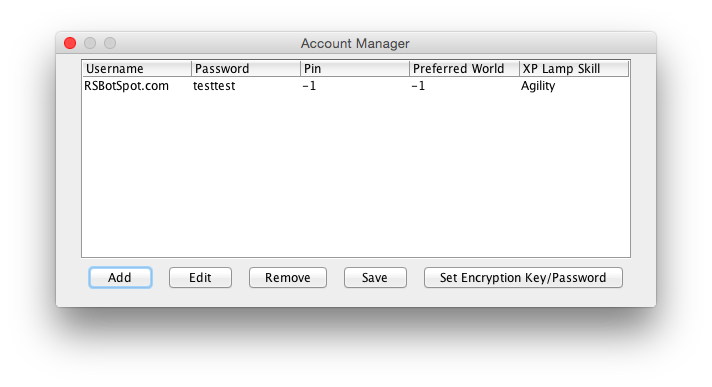 Account Manager
Username Password Pin Preferred World XP Lamp Skill
RSBotSpot.com testtest -1 -1 Agility
Add Edit Remove Save Set Encryption Key/Password